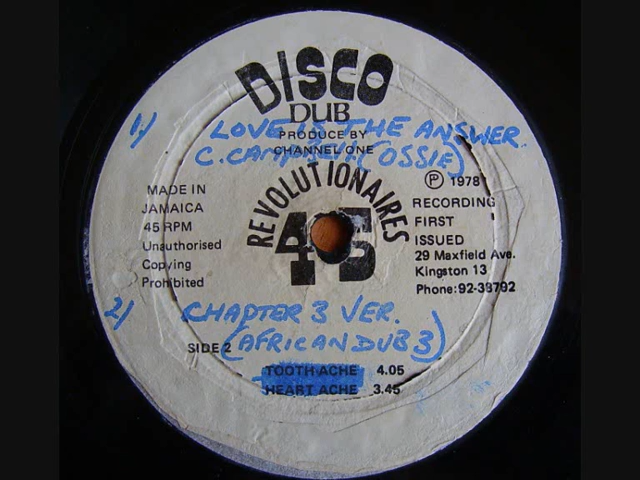 DISCO
DUB
1) LOVE IS THE ANSWER.
PRODUCE BY
CHANNEL ONE
C. CAMPBELL (OSSIE)
REVOLUTIONAIRES
45
MADE IN
JAMAICA
45 RPM
Unauthorised
Copying
Prohibited
℗ 1978
RECORDING
FIRST
ISSUED
29 Maxfield Ave.
Kingston 13
Phone:92-38792
2) CHAPTER 3 VER.
(AFRICAN DUB 3)
SIDE 2
TOOTH ACHE 4.05
HEART ACHE 3.45